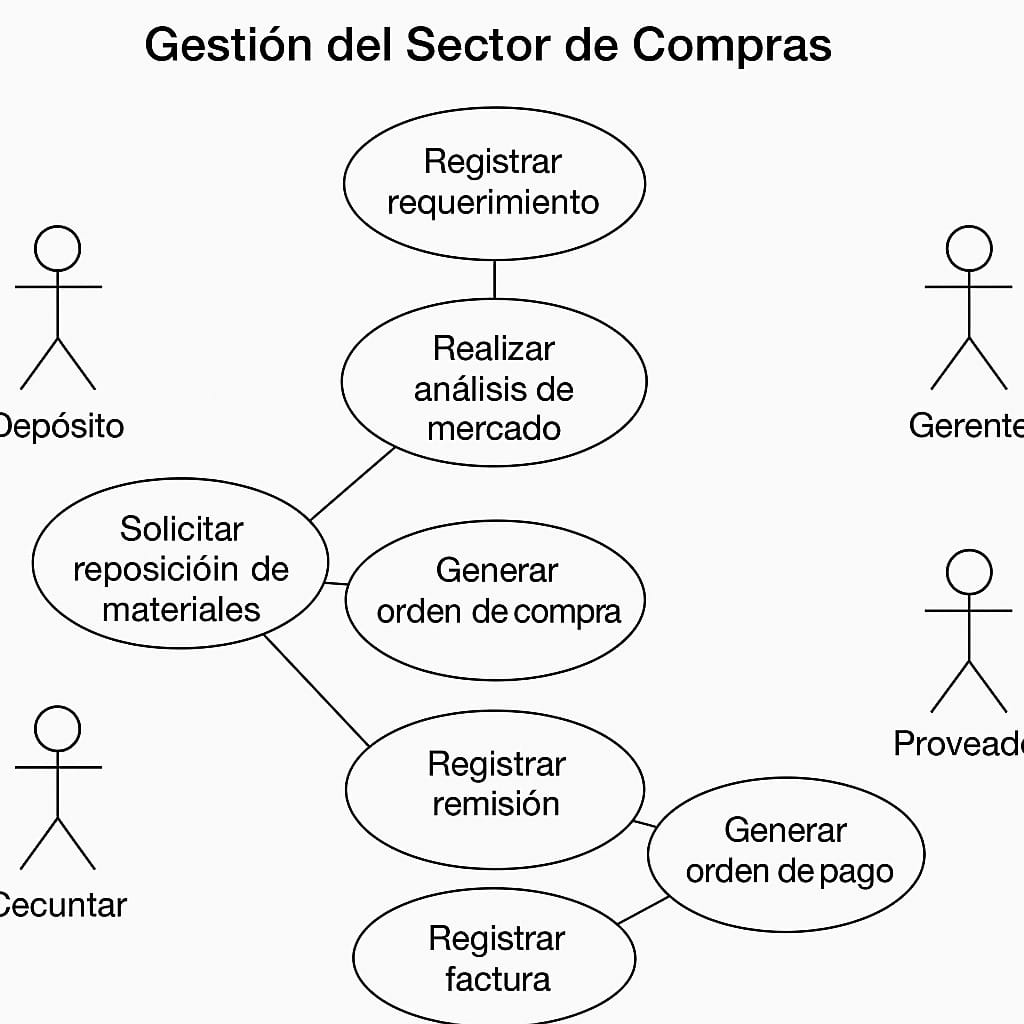 Gestión del Sector de Compras
Registrar
requerimiento
Realizar
análisis de
mercado
Depósito
Gerente
Solicitar
reposicióin de
materiales
Generar
orden de compra
Proveado
Registrar
remisión
Generar
orden de pago
Cecuntar
Registrar
factura